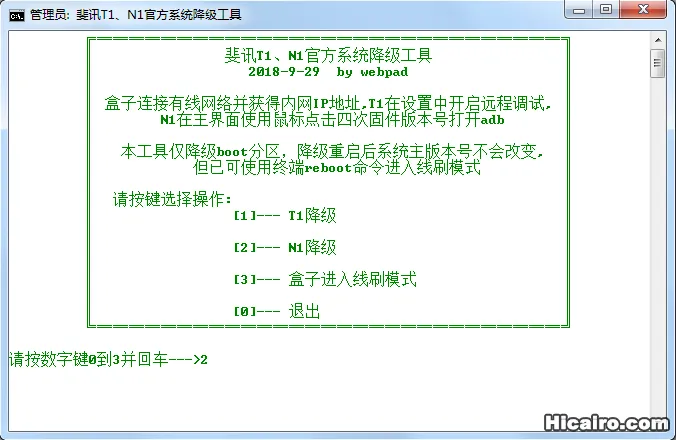 管理员: 斐讯T1、N1官方系统降级工具
斐讯T1、N1官方系统降级工具
2018-9-29 by webpad
盒子连接有线网络并获得内网IP地址,T1在设置中开启远程调试,
N1在主界面使用鼠标点击四次固件版本号打开adb
本工具仅降级boot分区，降级重启后系统主版本号不会改变,
但已可使用终端reboot命令进入线刷模式
请按键选择操作:
[1]--- T1降级
[2]--- N1降级
[3]--- 盒子进入线刷模式
[0]--- 退出
请按数字键0到3并回车--->2
Hicairo.com